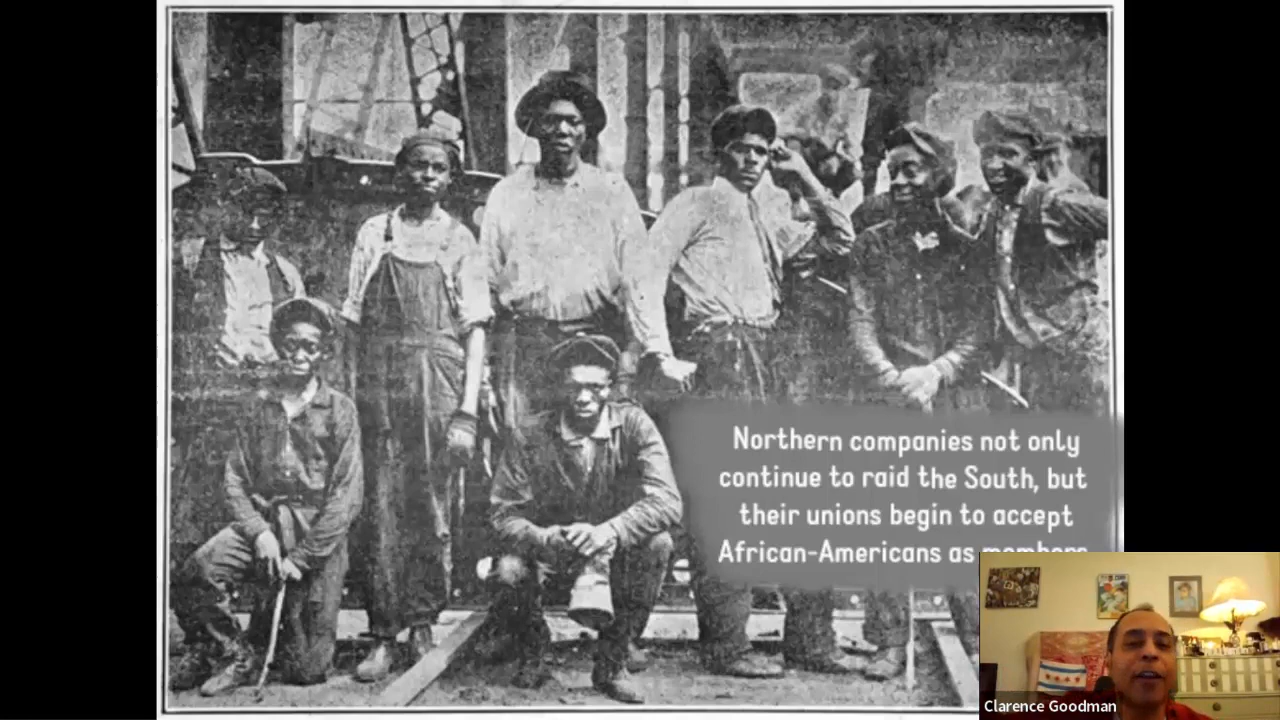 Northern companies not only
continue to raid the South, but
their unions begin to accept
African-Americans as members
Clarence Goodman